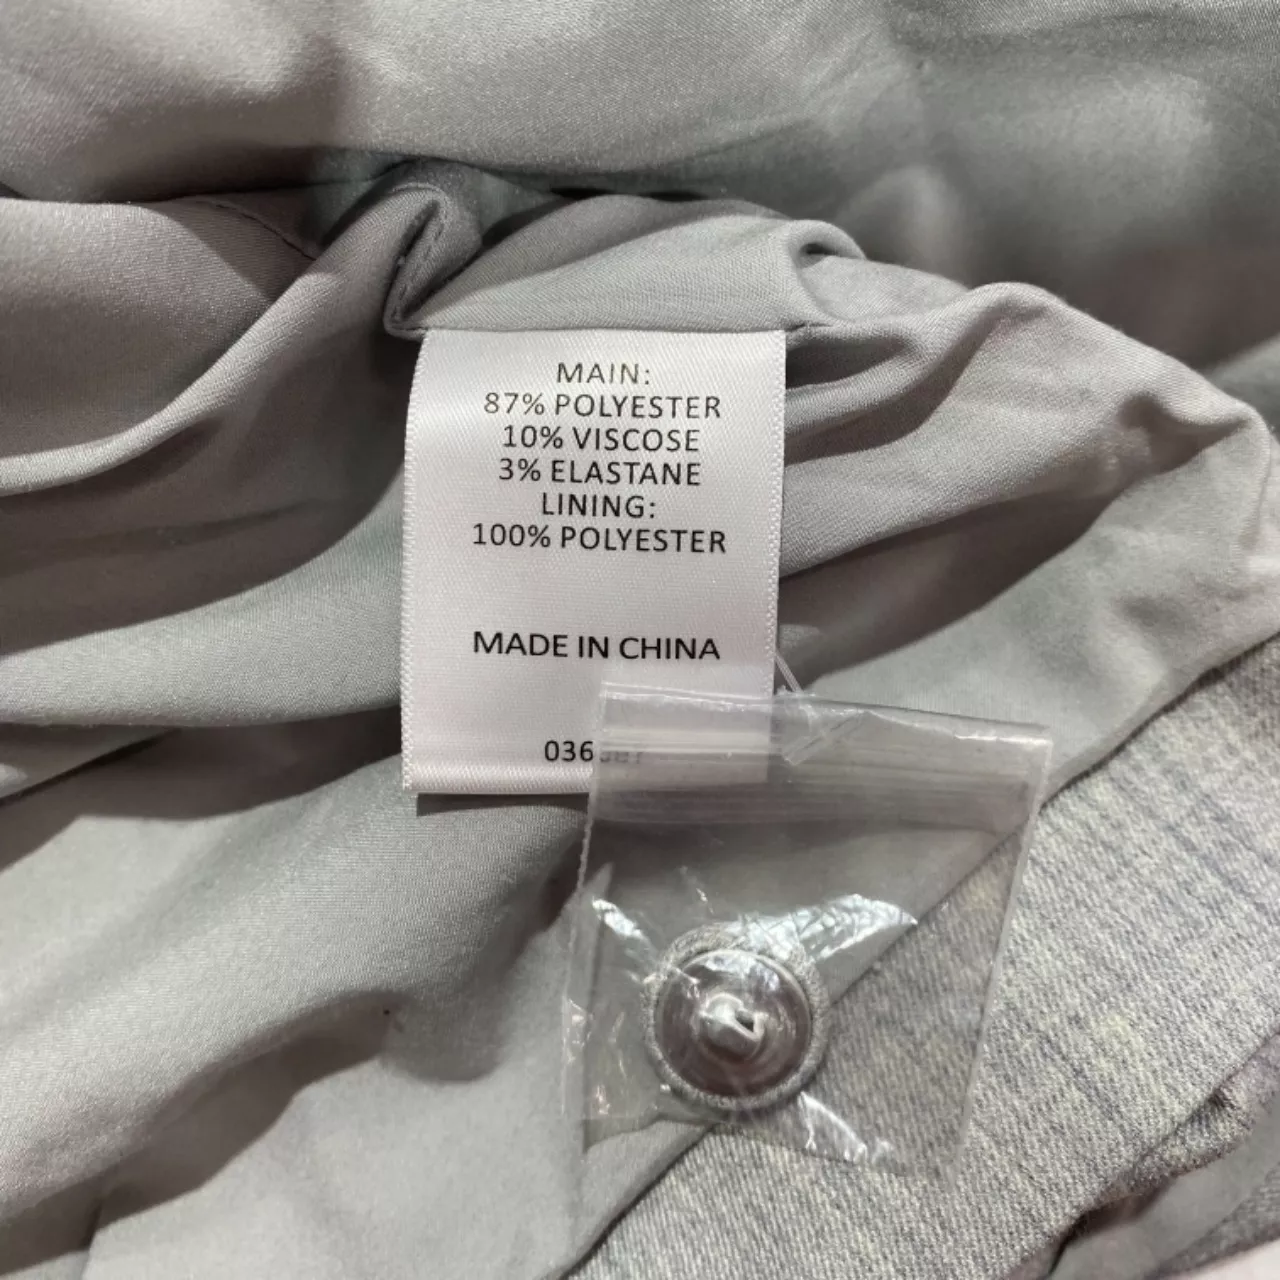 MAIN:
87% POLYESTER
10% VISCOSE
3% ELASTANE
LINING:
100% POLYESTER
MADE IN CHINA